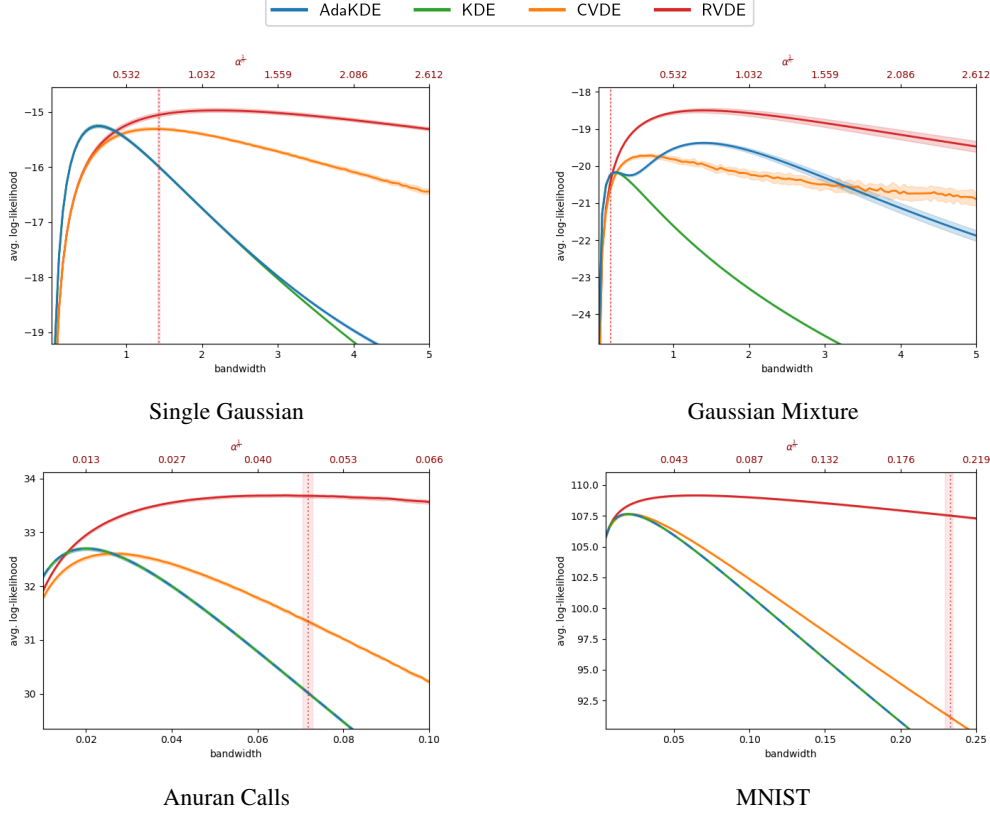 AdaKDE KDE CVDE RVDE
α^{1/n}
0.532 1.032 1.559 2.086 2.612
−15
−16
−17
−18
−19
avg. log-likelihood
1 2 3 4 5
bandwidth
Single Gaussian
α^{1/n}
0.532 1.032 1.559 2.086 2.612
−18
−19
−20
−21
−22
−23
−24
avg. log-likelihood
1 2 3 4 5
bandwidth
Gaussian Mixture
α^{1/n}
0.013 0.027 0.040 0.053 0.066
34
33
32
31
30
avg. log-likelihood
0.02 0.04 0.06 0.08 0.10
bandwidth
Anuran Calls
α^{1/n}
0.043 0.087 0.132 0.176 0.219
110.0
107.5
105.0
102.5
100.0
97.5
95.0
92.5
avg. log-likelihood
0.05 0.10 0.15 0.20 0.25
bandwidth
MNIST